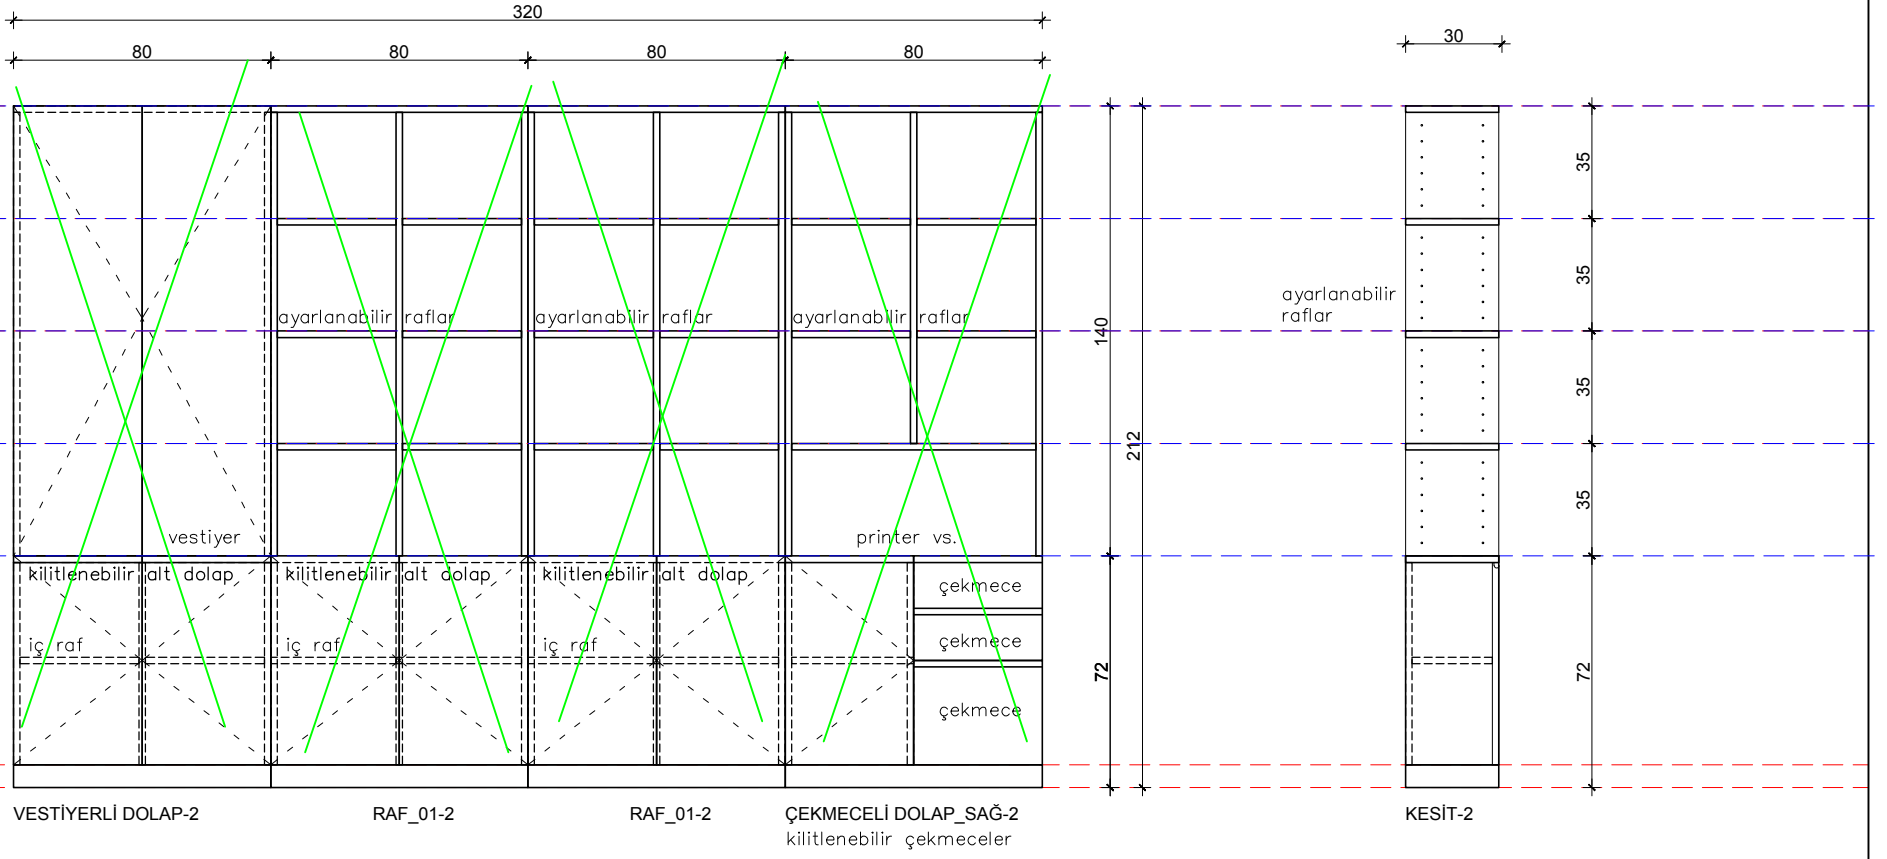 320
80 80 80 80
30
35
35
ayarlanabilir
raflar
ayarlanabilir raflar
ayarlanabilir raflar
ayarlanabilir raflar
140
35
212
35
vestiyer
printer vs.
kilitlenebilir alt dolap
kilitlenebilir alt dolap
kilitlenebilir alt dolap
çekmece
iç raf
iç raf
iç raf
çekmece
72
72
çekmece
VESTİYERLİ DOLAP-2
RAF_01-2
RAF_01-2
ÇEKMECELİ DOLAP_SAĞ-2
kilitlenebilir çekmeceler
KESİT-2